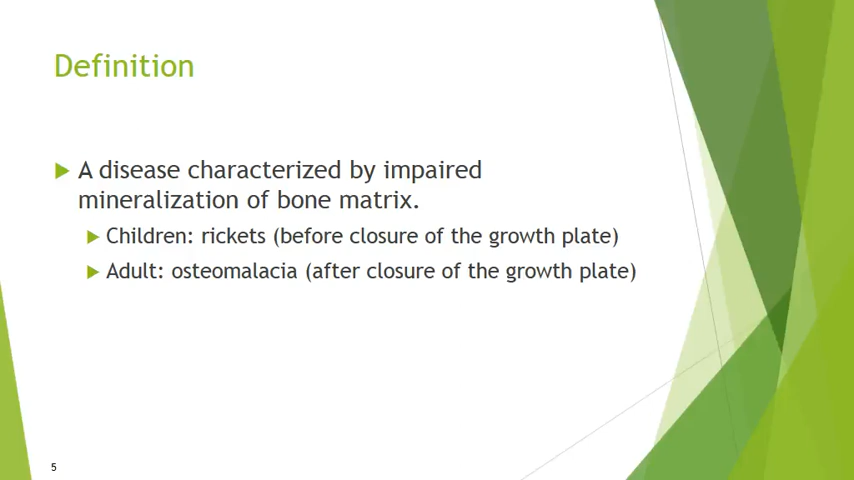 Definition
A disease characterized by impaired
mineralization of bone matrix.
Children: rickets (before closure of the growth plate)
Adult: osteomalacia (after closure of the growth plate)
5